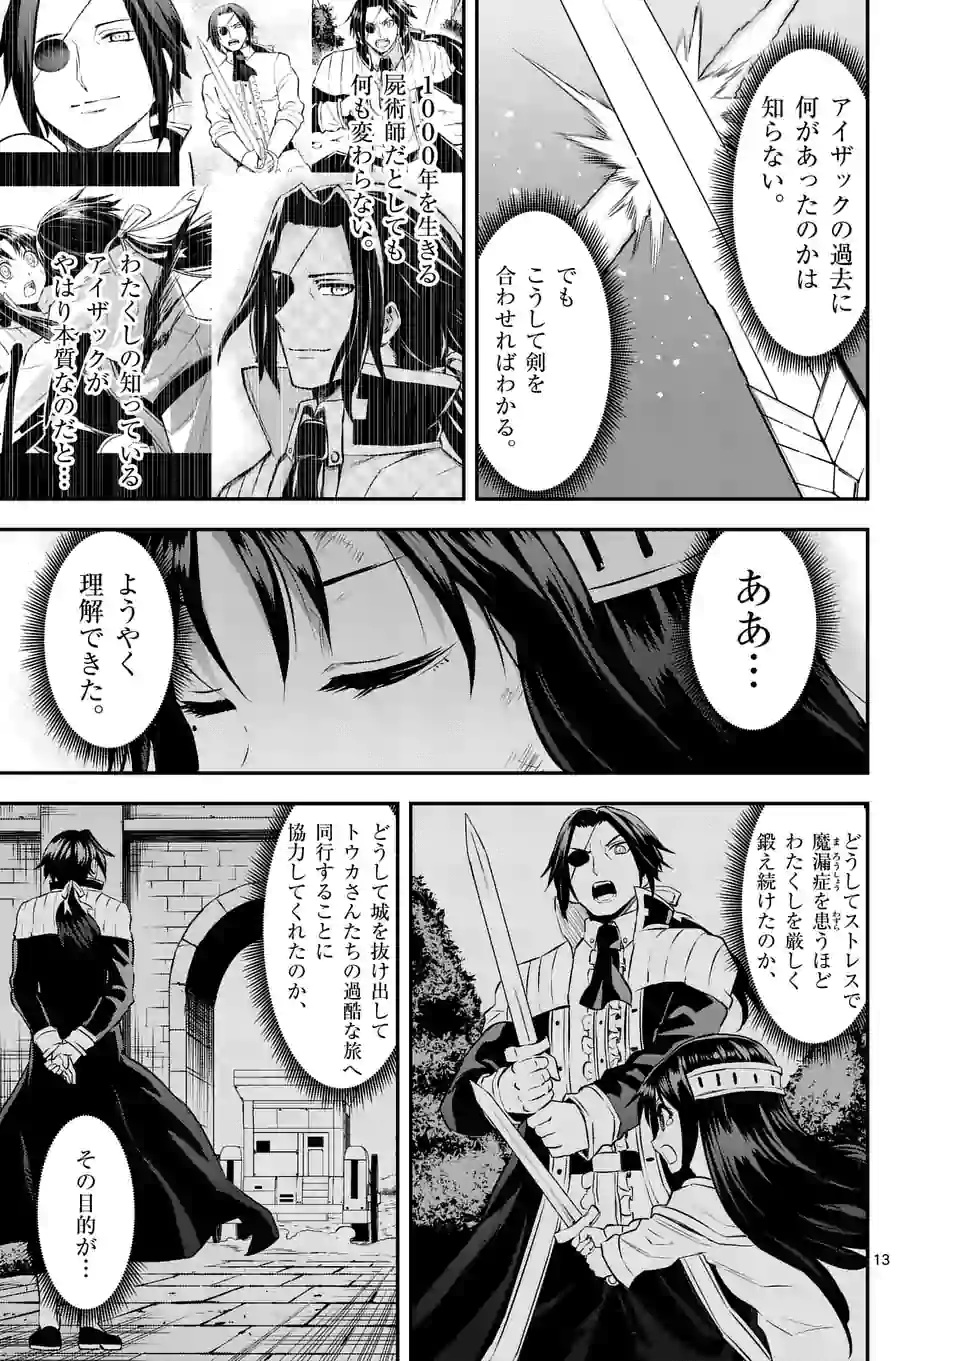 アイザックの過去に
何があったのかは
知らない。
でも
こうして剣を
合わせればわかる。
1000年を生きる
屍術師だとしても
何も変わらない。
わたくしの知っている
アイザックが
やはり本質なのだと…
ああ…
ようやく
理解できた。
どうしてストレスで
魔漏症を患うほど
まろうしょう
わずら
わたくしを厳しく
鍛え続けたのか、
どうして城を抜け出して
トウカさんたちの過酷な旅へ
同行することに
協力してくれたのか、
その目的が…
13